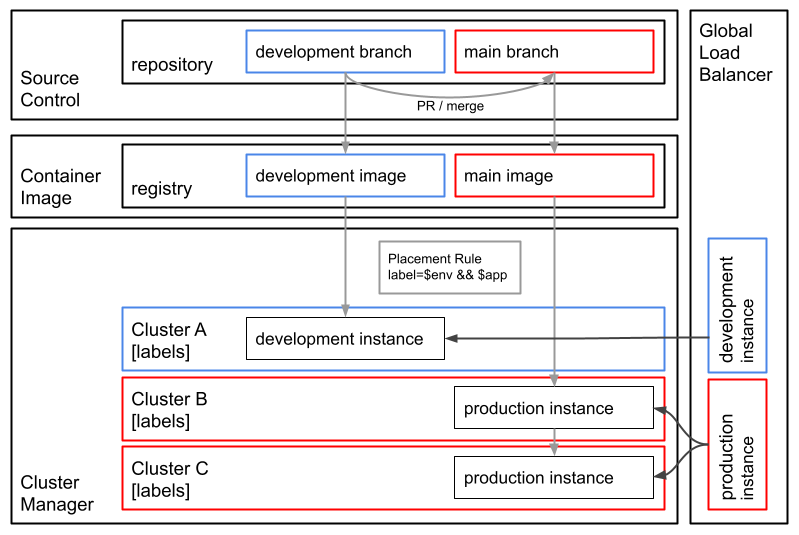 Source
Control
repository
development branch
main branch
PR / merge
Container
Image
registry
development image
main image
Placement Rule
label=$env && $app
Cluster A
[labels]
development instance
Cluster B
[labels]
production instance
Cluster C
[labels]
production instance
Cluster
Manager
Global
Load
Balancer
development
instance
production
instance